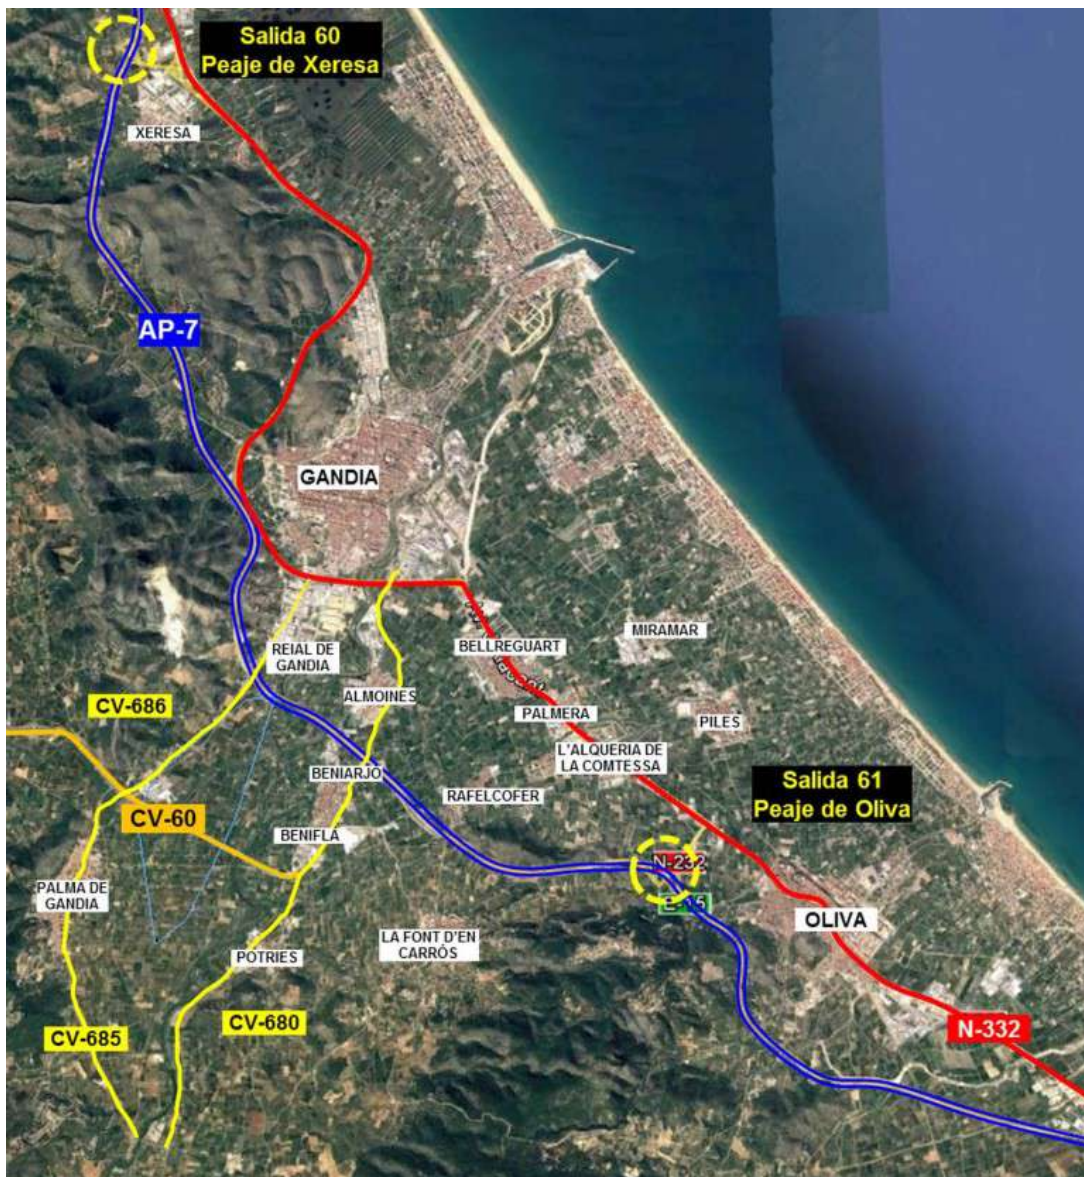 Salida 60
Peaje de Xeresa
XERESA
AP-7
GANDIA
REIAL DE
GANDIA
BELLREGUART
MIRAMAR
ALMOINES
CV-686
PALMERA
PILES
L'ALQUERIA DE
LA COMTESSA
BENIARJÓ
RAFELCOFER
Salida 61
Peaje de Oliva
CV-60
BENIFLÁ
N-232
PALMA DE
GANDIA
OLIVA
LA FONT D'EN
CARRÓS
POTRIES
CV-680
CV-685
N-332